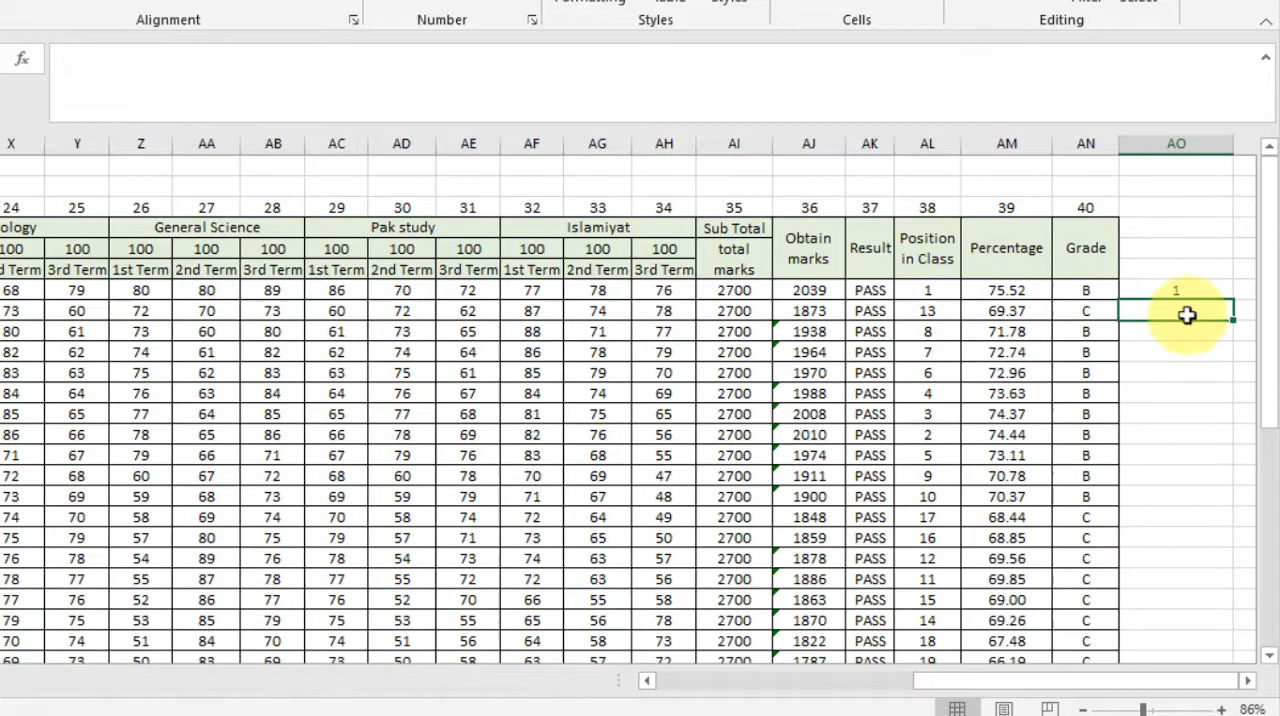 Alignment Number Styles Cells Editing
fx
X Y Z AA AB AC AD AE AF AG AH AI AJ AK AL AM AN AO
24 25 26 27 28 29 30 31 32 33 34 35 36 37 38 39 40
ology General Science Pak study Islamiyat Sub Total Obtain marks Result Position in Class Percentage Grade
100 100 100 100 100 100 100 100 100 100 100 total
d Term 3rd Term 1st Term 2nd Term 3rd Term 1st Term 2nd Term 3rd Term 1st Term 2nd Term 3rd Term marks
68 79 80 80 89 86 70 72 77 78 76 2700 2039 PASS 1 75.52 B 1
73 60 72 70 73 60 72 62 87 74 78 2700 1873 PASS 13 69.37 C
80 61 73 60 80 61 73 65 88 71 77 2700 1938 PASS 8 71.78 B
82 62 74 61 82 62 74 64 86 78 79 2700 1964 PASS 7 72.74 B
83 63 75 62 83 63 75 61 85 79 70 2700 1970 PASS 6 72.96 B
84 64 76 63 84 64 76 67 84 74 69 2700 1988 PASS 4 73.63 B
85 65 77 64 85 65 77 68 81 75 65 2700 2008 PASS 3 74.37 B
86 66 78 65 86 66 78 69 82 76 56 2700 2010 PASS 2 74.44 B
71 67 79 66 71 67 79 76 83 68 55 2700 1974 PASS 5 73.11 B
72 68 60 67 72 68 60 78 70 69 47 2700 1911 PASS 9 70.78 B
73 69 59 68 73 69 59 79 71 67 48 2700 1900 PASS 10 70.37 B
74 70 58 69 74 70 58 74 72 64 49 2700 1848 PASS 17 68.44 C
75 79 57 80 75 79 57 71 73 65 50 2700 1859 PASS 16 68.85 C
76 78 54 89 76 78 54 73 74 63 57 2700 1878 PASS 12 69.56 C
78 77 55 87 78 77 55 72 72 63 56 2700 1886 PASS 11 69.85 C
77 76 52 86 77 76 52 70 66 55 58 2700 1863 PASS 15 69.00 C
79 75 53 85 79 75 53 55 65 56 78 2700 1870 PASS 14 69.26 C
70 74 51 84 70 74 51 56 64 58 73 2700 1822 PASS 18 67.48 C
69 73 50 83 69 73 50 58 63 57 72 2700 1787 PASS 19 66.19 C
86%